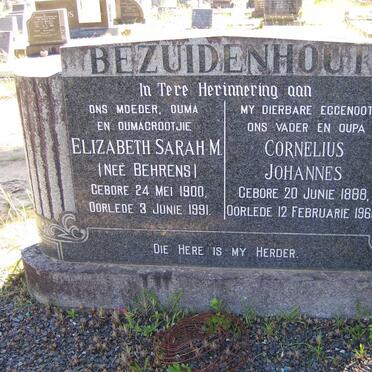 BEZUIDENHOUT
In Tere Herinnering aan
ONS MOEDER, OUMA
EN OUMAGROOTJIE
ELIZABETH SARAH M.
(NEÉ BEHRENS)
GEBORE 24 MEI 1900,
OORLEDE 3 JUNIE 1991.
MY DIERBARE EGGENOOT
ONS VADER EN OUPA
CORNELIUS
JOHANNES
GEBORE 20 JUNIE 1888,
OORLEDE 12 FEBRUARIE
DIE HERE IS MY HERDER.